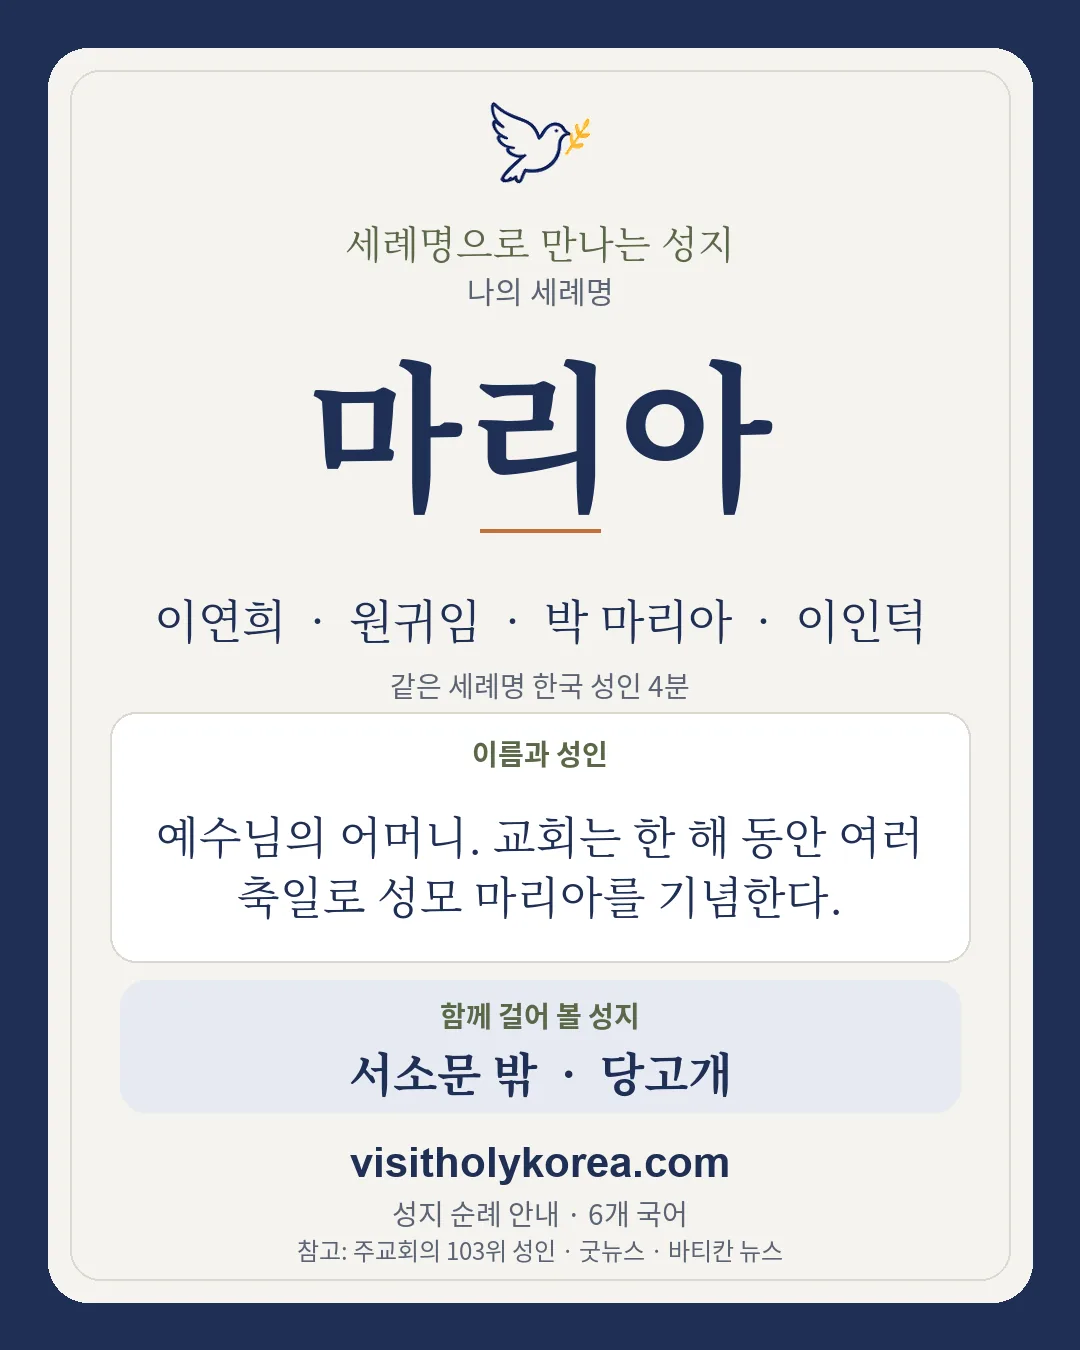 세례명으로 만나는 성지
나의 세례명
마리아
이연희 · 원귀임 · 박 마리아 · 이인덕
같은 세례명 한국 성인 4분
이름과 성인
예수님의 어머니. 교회는 한 해 동안 여러
축일로 성모 마리아를 기념한다.
함께 걸어 볼 성지
서소문 밖 · 당고개
visitholykorea.com
성지 순례 안내 · 6개 국어
참고: 주교회의 103위 성인 · 굿뉴스 · 바티칸 뉴스